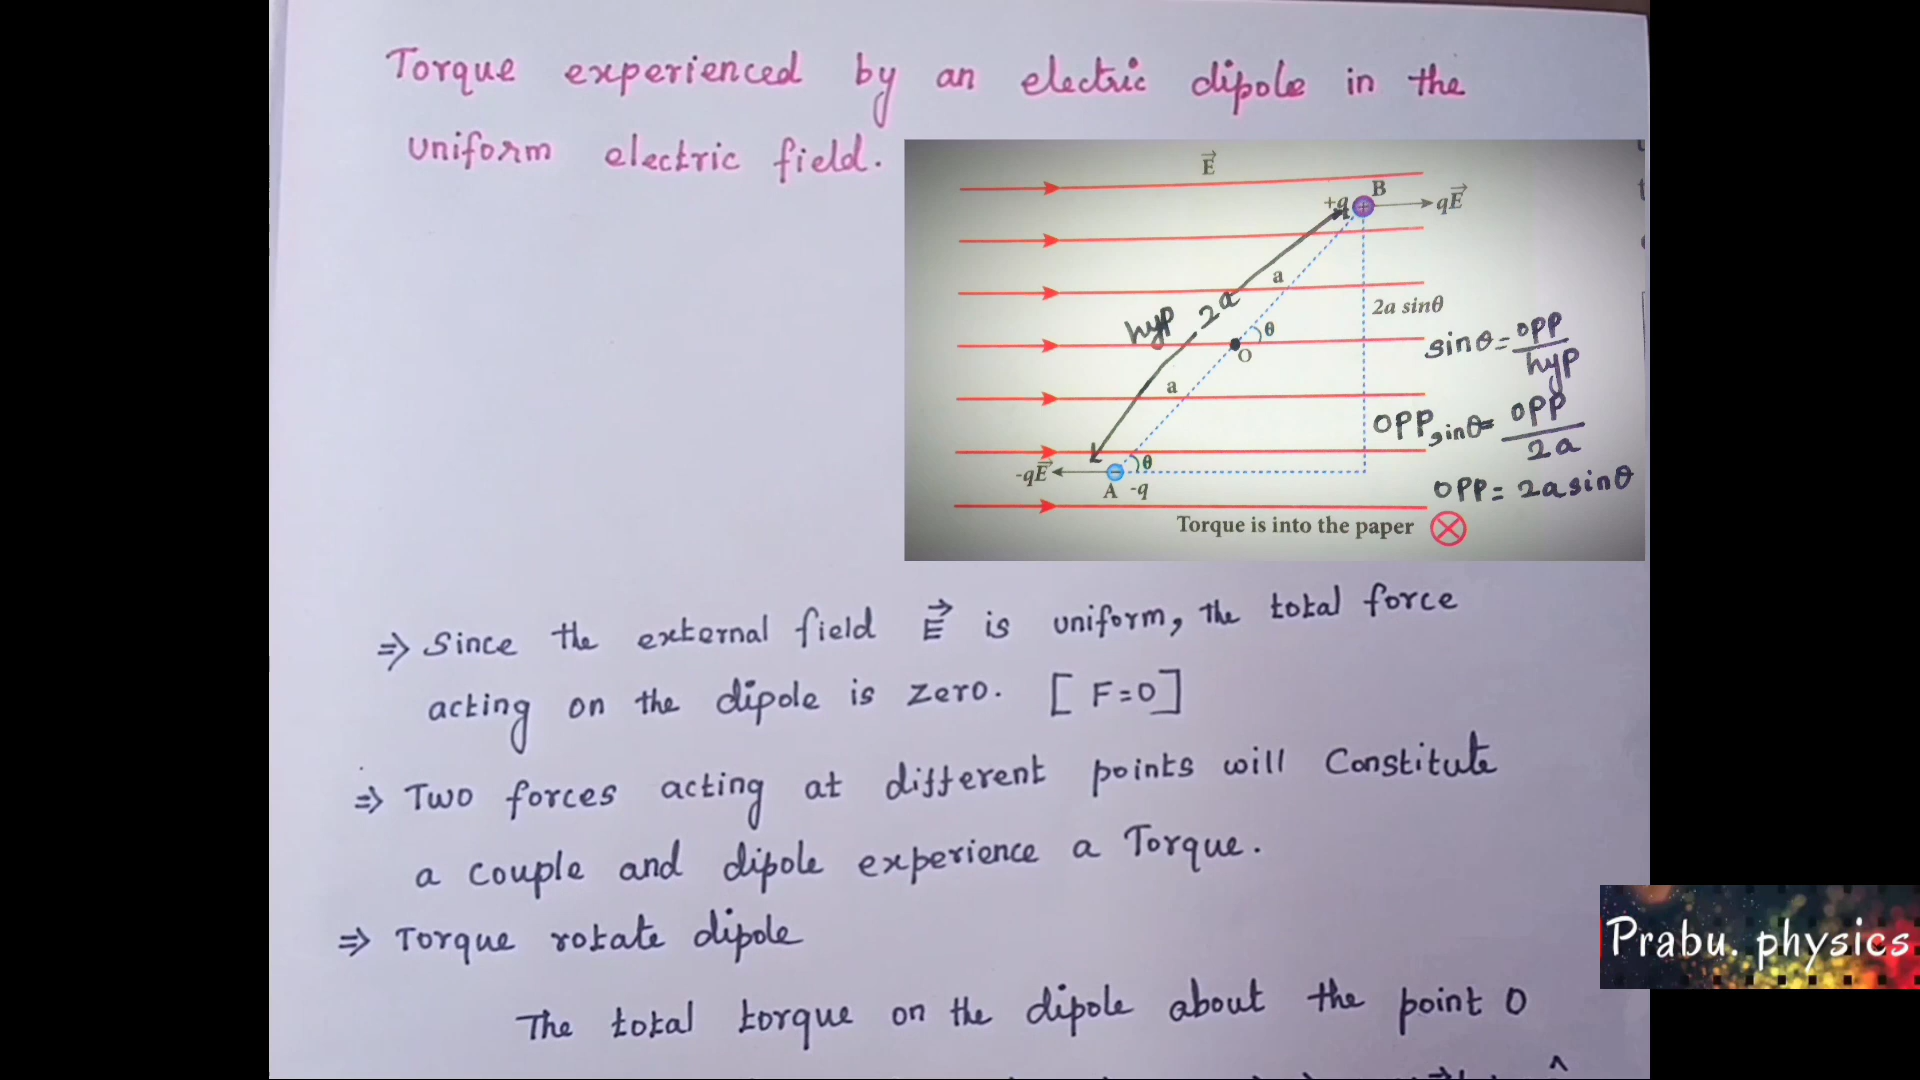 Torque experienced by an electric dipole in the
uniform electric field.
E⃗
B
+q
qE⃗
a
2a sinθ
hyp
2a
θ
O
sinθ = opp/hyp
a
OPP sinθ = opp/2a
-qE⃗
θ
A -q
opp = 2a sinθ
Torque is into the paper
⇒ Since the external field E⃗ is uniform, the total force
acting on the dipole is zero. [F=0]
⇒ Two forces acting at different points will Constitute
a couple and dipole experience a Torque.
⇒ Torque rotate dipole
Prabu. physics
The total torque on the dipole about the point O